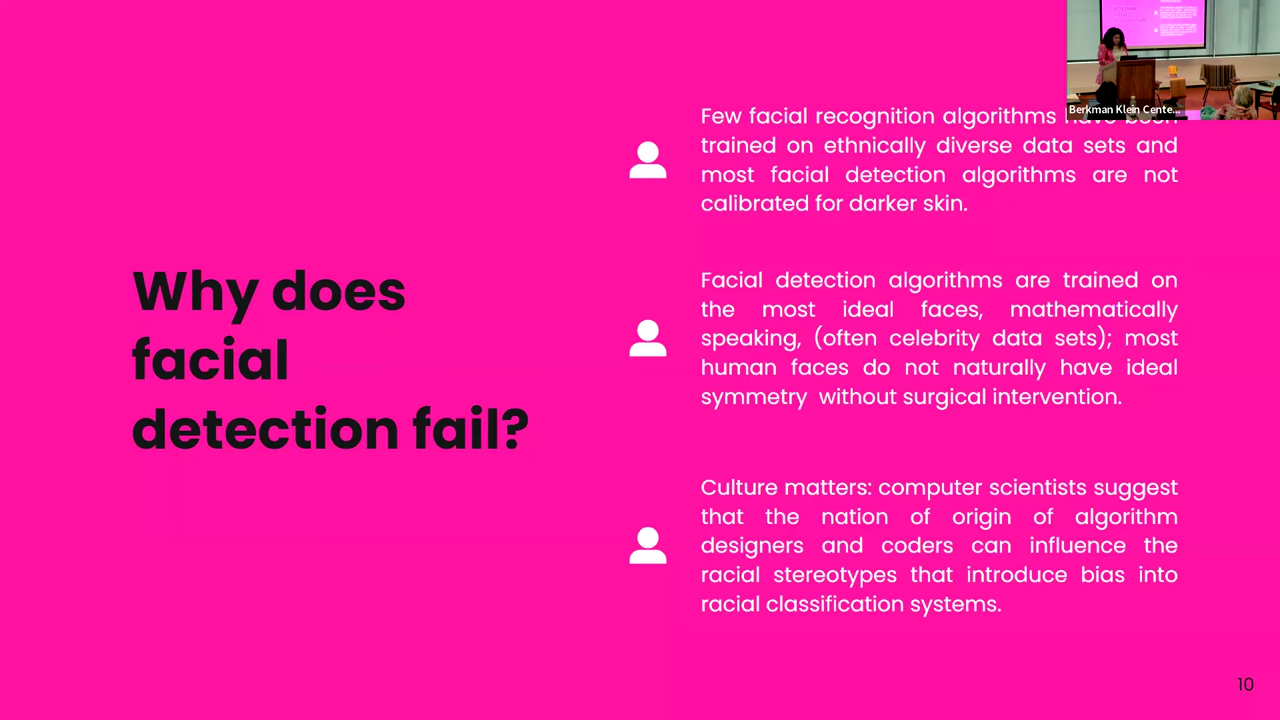 Why does
facial
detection fail?
Few facial recognition algorithms have been
trained on ethnically diverse data sets and
most facial detection algorithms are not
calibrated for darker skin.
Facial detection algorithms are trained on
the most ideal faces, mathematically
speaking, (often celebrity data sets); most
human faces do not naturally have ideal
symmetry without surgical intervention.
Culture matters: computer scientists suggest
that the nation of origin of algorithm
designers and coders can influence the
racial stereotypes that introduce bias into
racial classification systems.
Berkman Klein Cente...
10